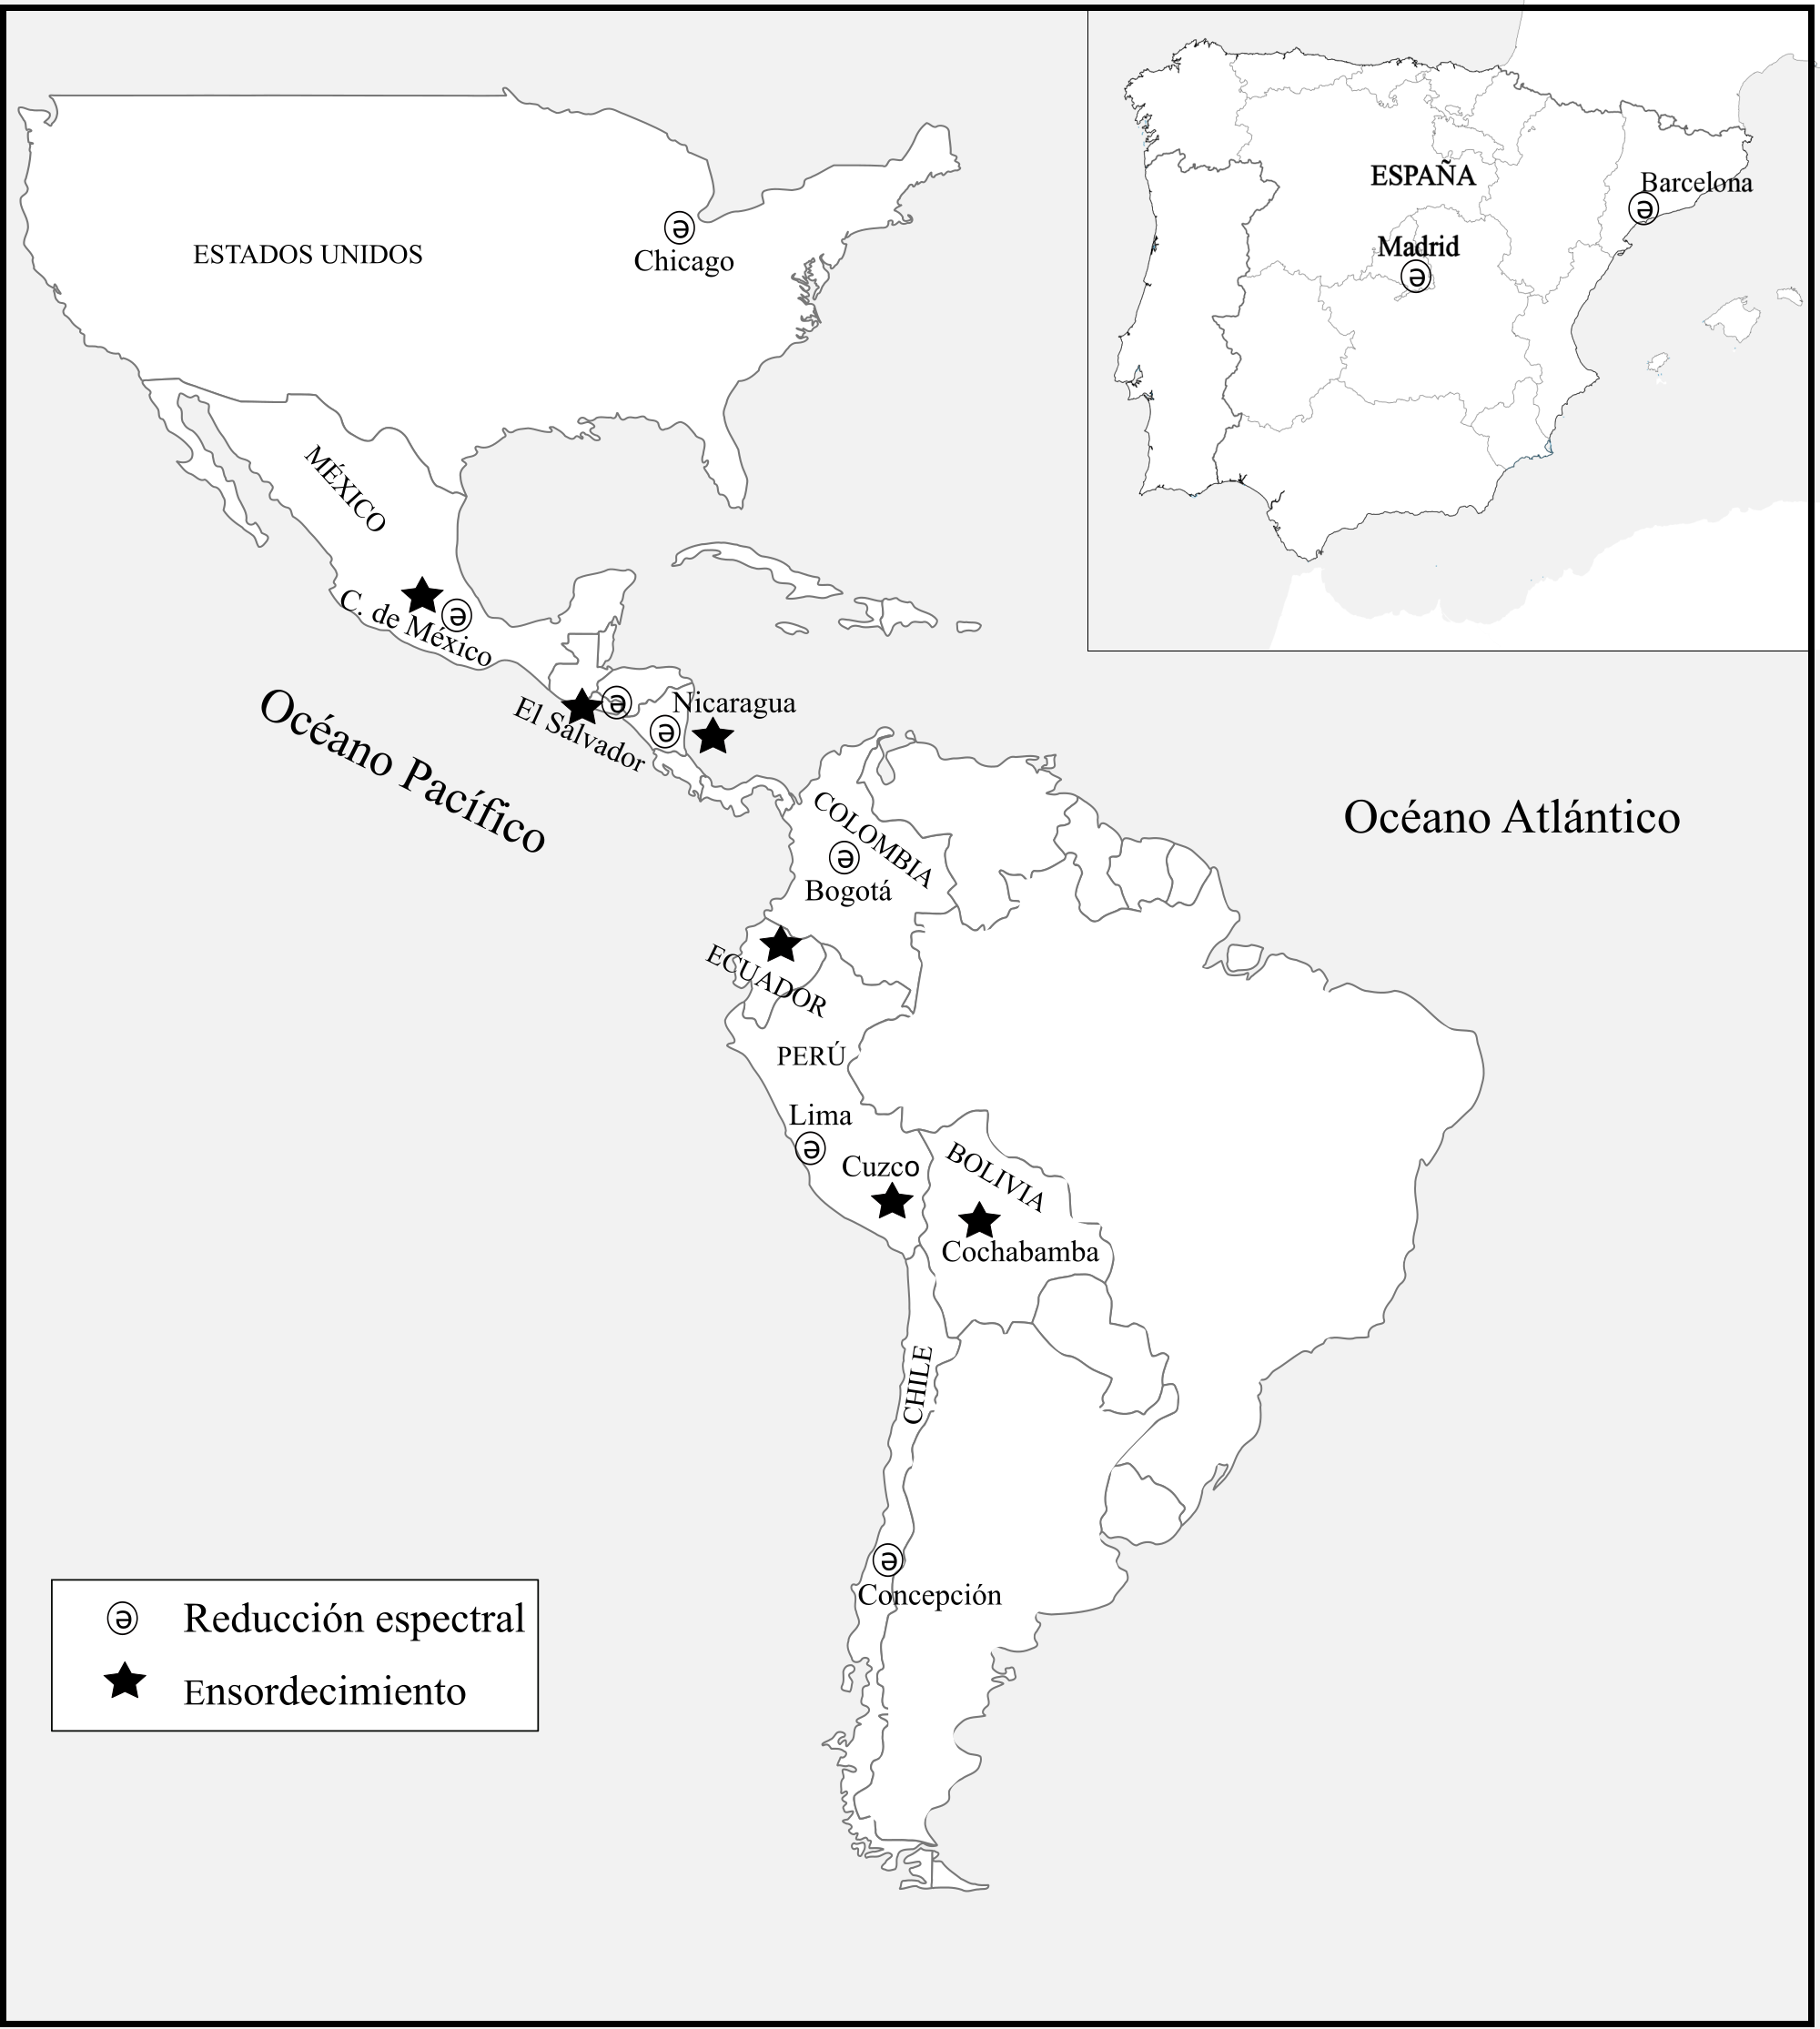 ESPAÑA
Barcelona
ə
Madrid
ə
ə
ESTADOS UNIDOS
Chicago
MÉXICO
ə
C. de México
ə
Nicaragua
El Salvador
ə
Océano Pacífico
COLOMBIA
Océano Atlántico
ə
Bogotá
ECUADOR
PERÚ
Lima
ə
Cuzco
BOLIVIA
Cochabamba
CHILE
ə
Concepción
ə Reducción espectral
Ensordecimiento